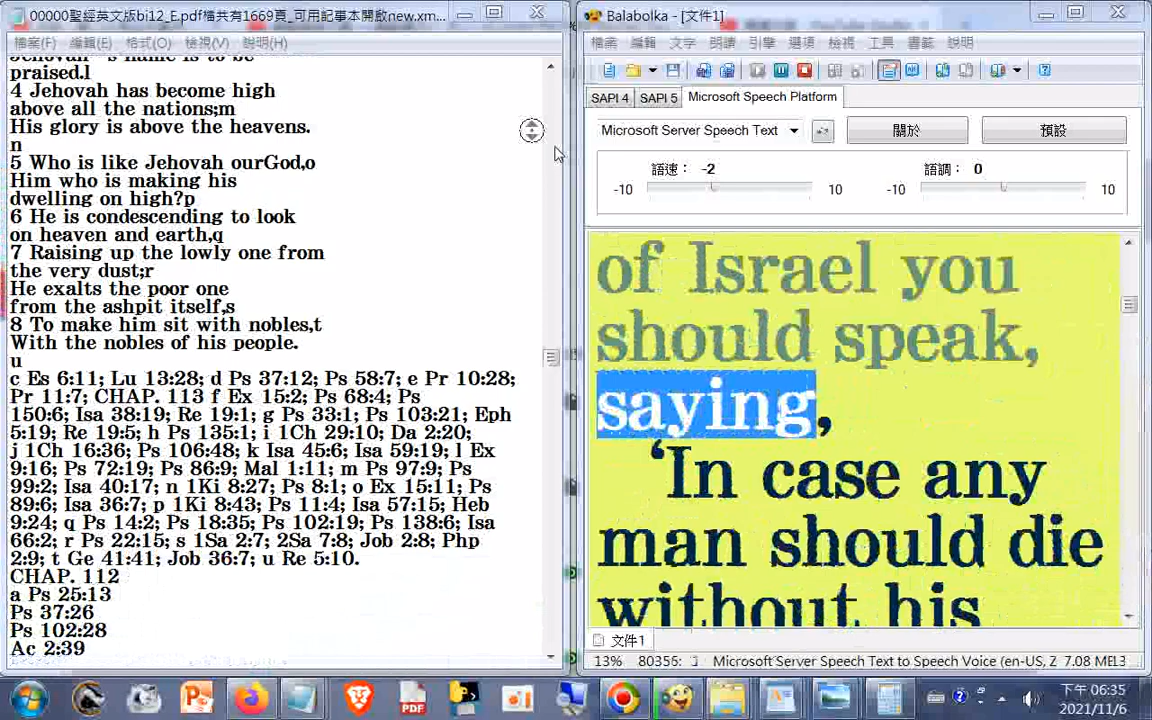 00000聖經英文版bi12_E.pdf檔共有1669頁_可用記事本開啟new.xm...
檔案(F) 編輯(E) 格式(O) 檢視(V) 說明(H)
praised.l
4 Jehovah has become high
above all the nations;m
His glory is above the heavens.
n
5 Who is like Jehovah ourGod,o
Him who is making his
dwelling on high?p
6 He is condescending to look
on heaven and earth,q
7 Raising up the lowly one from
the very dust;r
He exalts the poor one
from the ashpit itself,s
8 To make him sit with nobles,t
With the nobles of his people.
u
c Es 6:11; Lu 13:28; d Ps 37:12; Ps 58:7; e Pr 10:28;
Pr 11:7; CHAP. 113 f Ex 15:2; Ps 68:4; Ps
150:6; Isa 38:19; Re 19:1; g Ps 33:1; Ps 103:21; Eph
5:19; Re 19:5; h Ps 135:1; i 1Ch 29:10; Da 2:20;
j 1Ch 16:36; Ps 106:48; k Isa 45:6; Isa 59:19; l Ex
9:16; Ps 72:19; Ps 86:9; Mal 1:11; m Ps 97:9; Ps
99:2; Isa 40:17; n 1Ki 8:27; Ps 8:1; o Ex 15:11; Ps
89:6; Isa 36:7; p 1Ki 8:43; Ps 11:4; Isa 57:15; Heb
9:24; q Ps 14:2; Ps 18:35; Ps 102:19; Ps 138:6; Isa
66:2; r Ps 22:15; s 1Sa 2:7; 2Sa 7:8; Job 2:8; Php
2:9; t Ge 41:41; Job 36:7; u Re 5:10.
CHAP. 112
a Ps 25:13
Ps 37:26
Ps 102:28
Ac 2:39
Balabolka - [文件1]
檔案 編輯 文字 朗讀 引擎 選項 檢視 工具 書籤 說明
SAPI 4 SAPI 5 Microsoft Speech Platform
Microsoft Server Speech Text 關於 預設
語速： -2 語調： 0
-10 10 -10 10
of Israel you
should speak,
saying,
‘In case any
man should die
without his
文件1
13% 80355: Microsoft Server Speech Text to Speech Voice (en-US, Z 7.08 ME
下午 06:35
2021/11/6